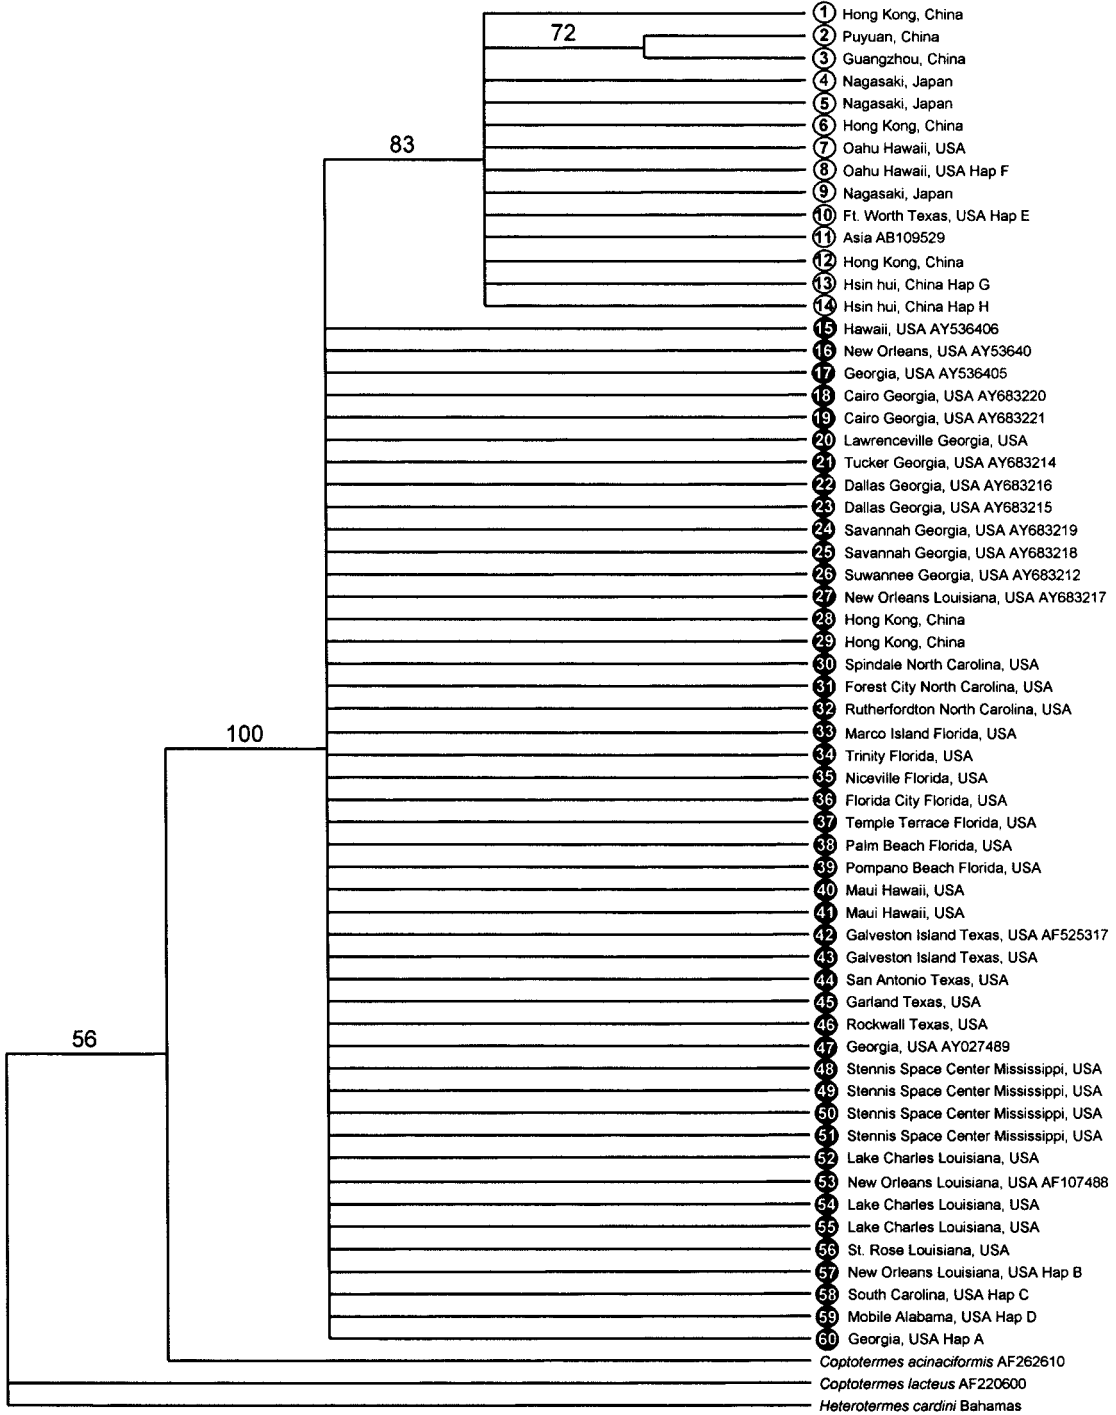 1 Hong Kong, China
72
2 Puyuan, China
3 Guangzhou, China
4 Nagasaki, Japan
5 Nagasaki, Japan
6 Hong Kong, China
83
7 Oahu Hawaii, USA
8 Oahu Hawaii, USA Hap F
9 Nagasaki, Japan
10 Ft. Worth Texas, USA Hap E
11 Asia AB109529
12 Hong Kong, China
13 Hsin hui, China Hap G
14 Hsin hui, China Hap H
15 Hawaii, USA AY536406
16 New Orleans, USA AY53640
17 Georgia, USA AY536405
18 Cairo Georgia, USA AY683220
19 Cairo Georgia, USA AY683221
20 Lawrenceville Georgia, USA
21 Tucker Georgia, USA AY683214
22 Dallas Georgia, USA AY683216
23 Dallas Georgia, USA AY683215
24 Savannah Georgia, USA AY683219
25 Savannah Georgia, USA AY683218
26 Suwannee Georgia, USA AY683212
27 New Orleans Louisiana, USA AY683217
28 Hong Kong, China
29 Hong Kong, China
30 Spindale North Carolina, USA
31 Forest City North Carolina, USA
32 Rutherfordton North Carolina, USA
33 Marco Island Florida, USA
100
34 Trinity Florida, USA
35 Niceville Florida, USA
36 Florida City Florida, USA
37 Temple Terrace Florida, USA
38 Palm Beach Florida, USA
39 Pompano Beach Florida, USA
40 Maui Hawaii, USA
41 Maui Hawaii, USA
42 Galveston Island Texas, USA AF525317
43 Galveston Island Texas, USA
44 San Antonio Texas, USA
45 Garland Texas, USA
46 Rockwall Texas, USA
56
47 Georgia, USA AY027489
48 Stennis Space Center Mississippi, USA
49 Stennis Space Center Mississippi, USA
50 Stennis Space Center Mississippi, USA
51 Stennis Space Center Mississippi, USA
52 Lake Charles Louisiana, USA
53 New Orleans Louisiana, USA AF107488
54 Lake Charles Louisiana, USA
55 Lake Charles Louisiana, USA
56 St. Rose Louisiana, USA
57 New Orleans Louisiana, USA Hap B
58 South Carolina, USA Hap C
59 Mobile Alabama, USA Hap D
60 Georgia, USA Hap A
Coptotermes acinaciformis AF262610
Coptotermes lacteus AF220600
Heterotermes cardini Bahamas